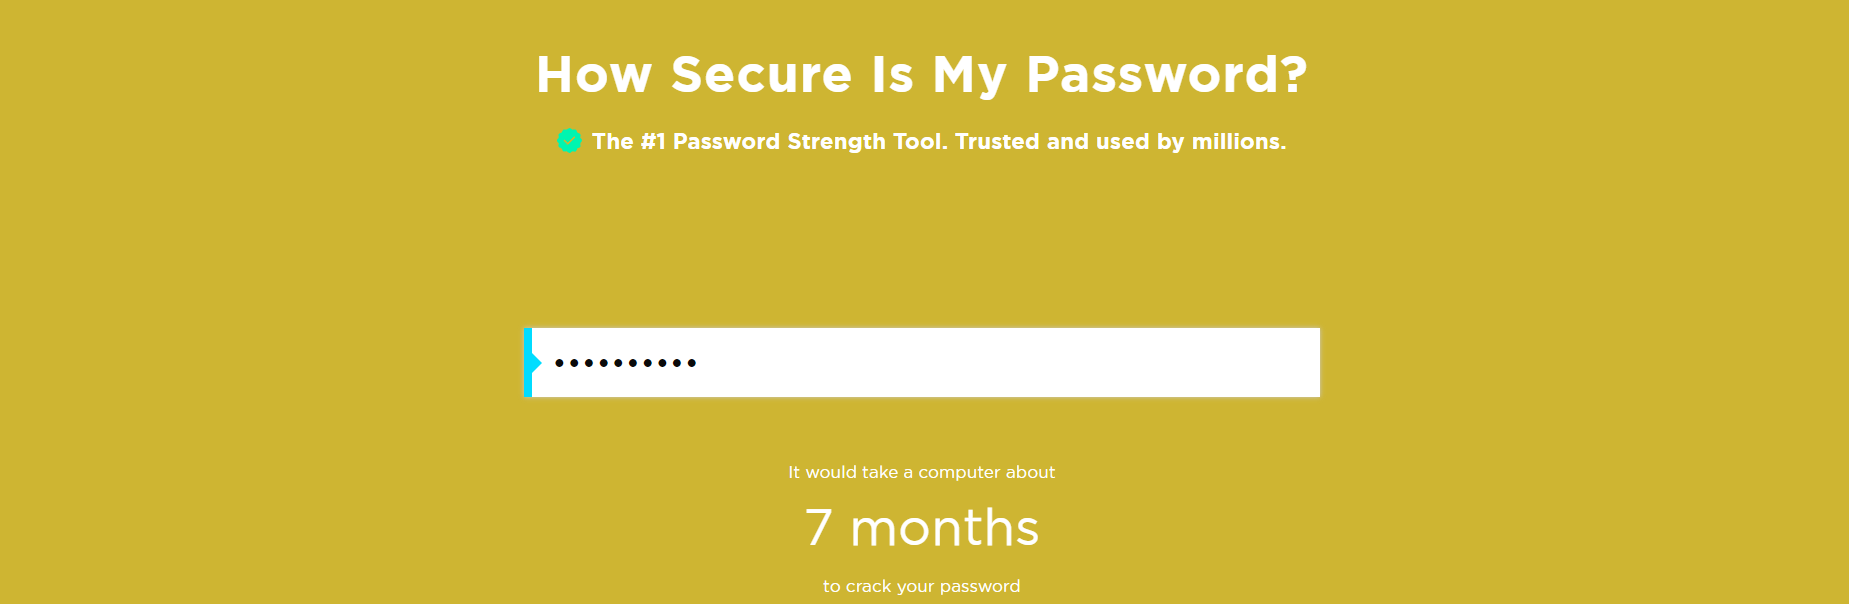 How Secure Is My Password?
The #1 Password Strength Tool. Trusted and used by millions.
••••••••••
It would take a computer about
7 months
to crack your password